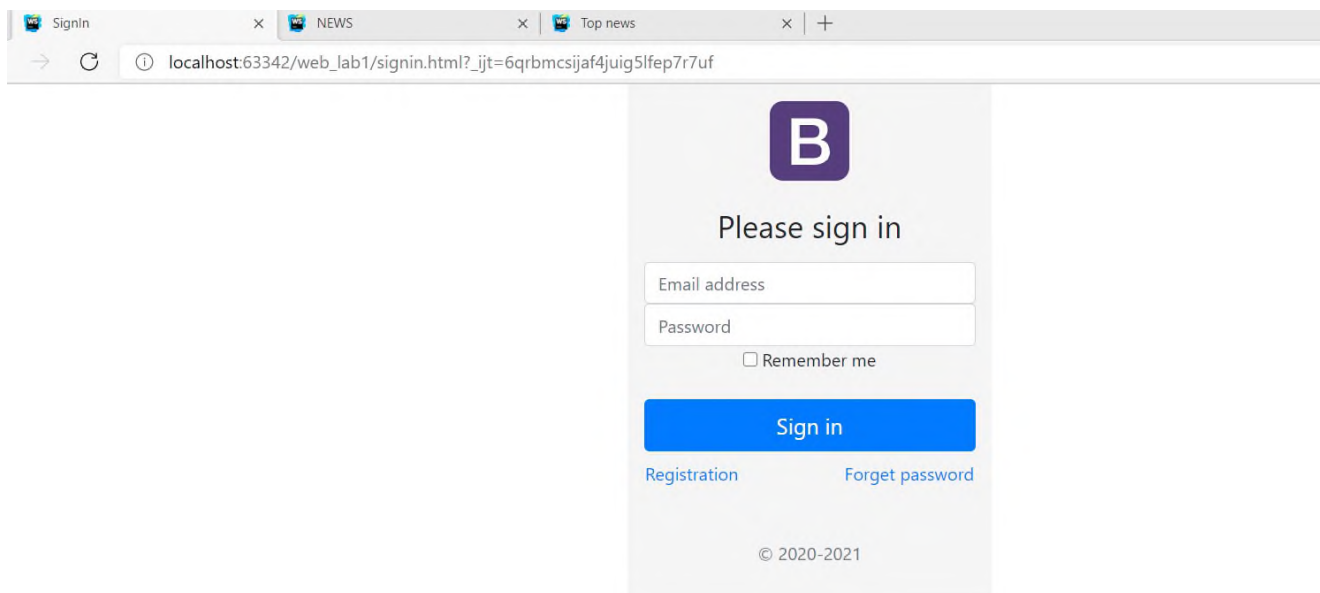 SignIn NEWS Top news
localhost:63342/web_lab1/signin.html?_ijt=6qrbmcsijaf4juig5lfep7r7uf
B
Please sign in
Email address
Password
Remember me
Sign in
Registration Forget password
© 2020-2021